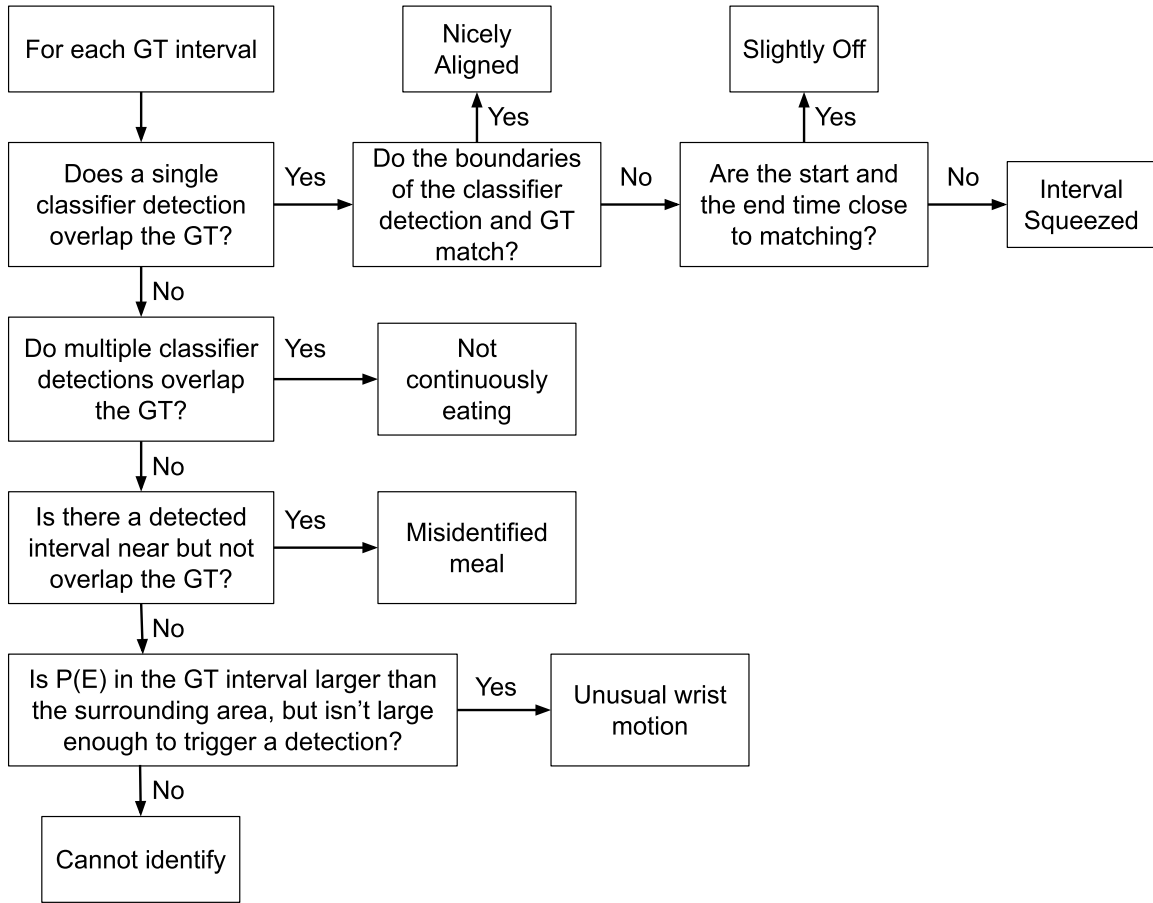 For each GT interval
Nicely
Aligned
Slightly Off
Yes
Yes
Does a single
classifier detection
overlap the GT?
Yes
Do the boundaries
of the classifier
detection and GT
match?
No
Are the start and
the end time close
to matching?
No
Interval
Squeezed
No
Do multiple classifier
detections overlap
the GT?
Yes
Not
continuously
eating
No
Is there a detected
interval near but not
overlap the GT?
Yes
Misidentified
meal
No
Is P(E) in the GT interval larger than
the surrounding area, but isn’t large
enough to trigger a detection?
Yes
Unusual wrist
motion
No
Cannot identify